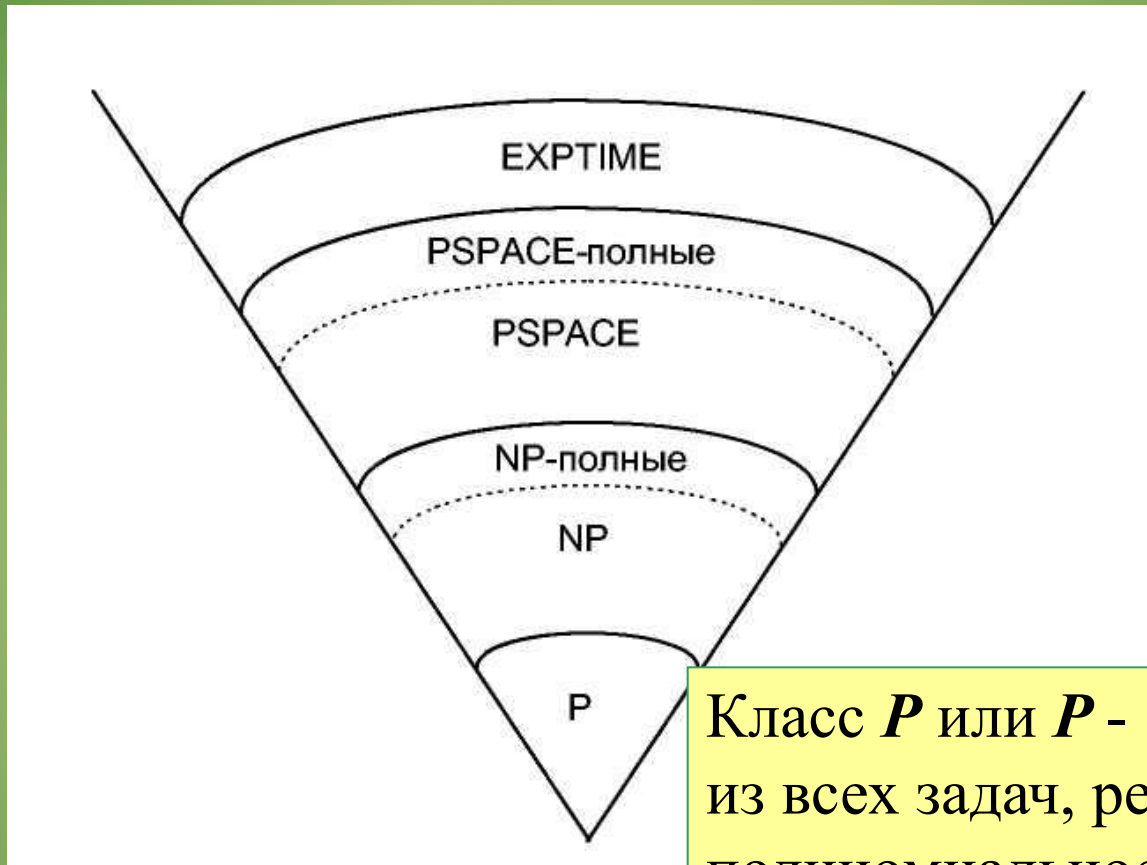 EXPTIME
PSPACE-полные
PSPACE
NP-полные
NP
P
Класс P или P -
из всех задач, ре